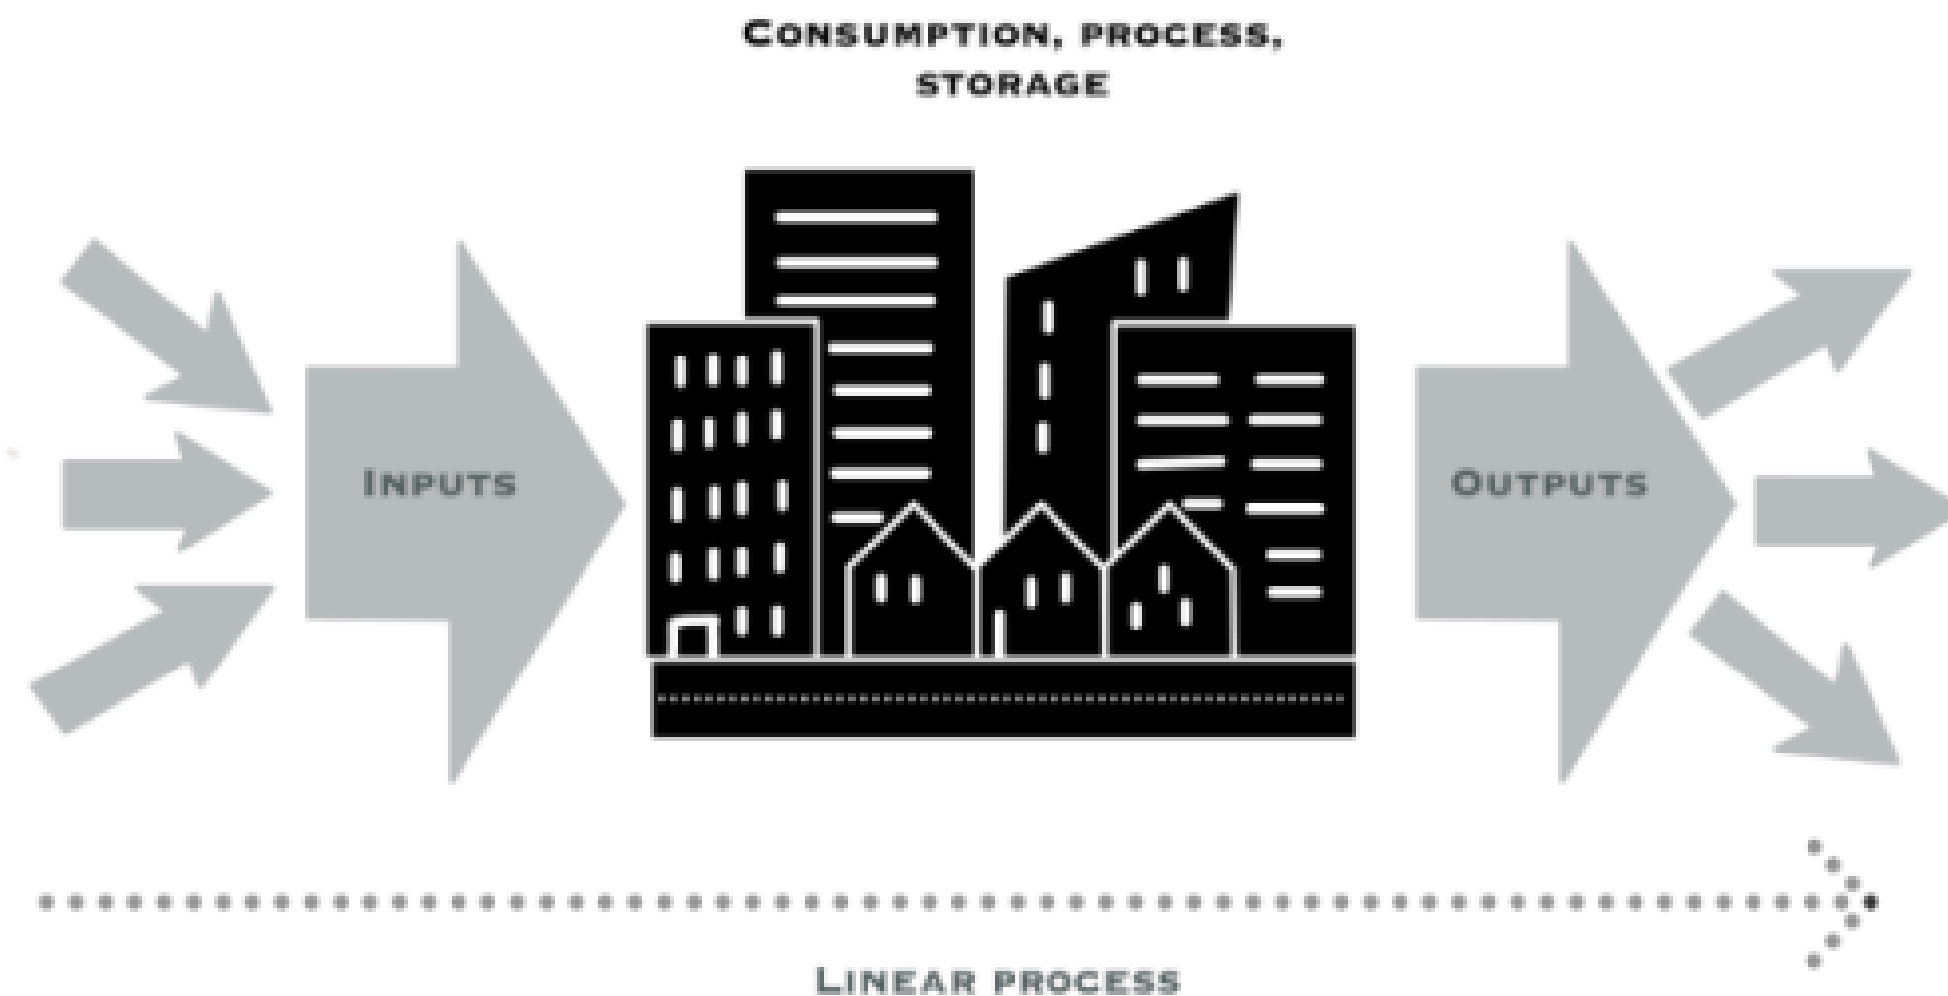 Consumption, process,
storage
Inputs
Outputs
Linear process